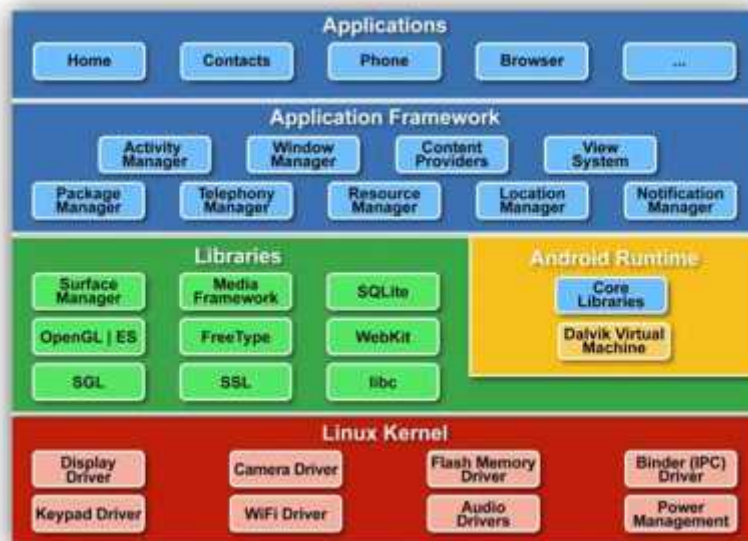 Applications
Home Contacts Phone Browser ...
Application Framework
Activity Manager
Window Manager
Content Providers
View System
Package Manager
Telephony Manager
Resource Manager
Location Manager
Notification Manager
Libraries
Surface Manager
Media Framework
SQLite
OpenGL | ES
FreeType
WebKit
SGL
SSL
libc
Android Runtime
Core Libraries
Dalvik Virtual Machine
Linux Kernel
Display Driver
Camera Driver
Flash Memory Driver
Binder (IPC) Driver
Keypad Driver
WiFi Driver
Audio Drivers
Power Management